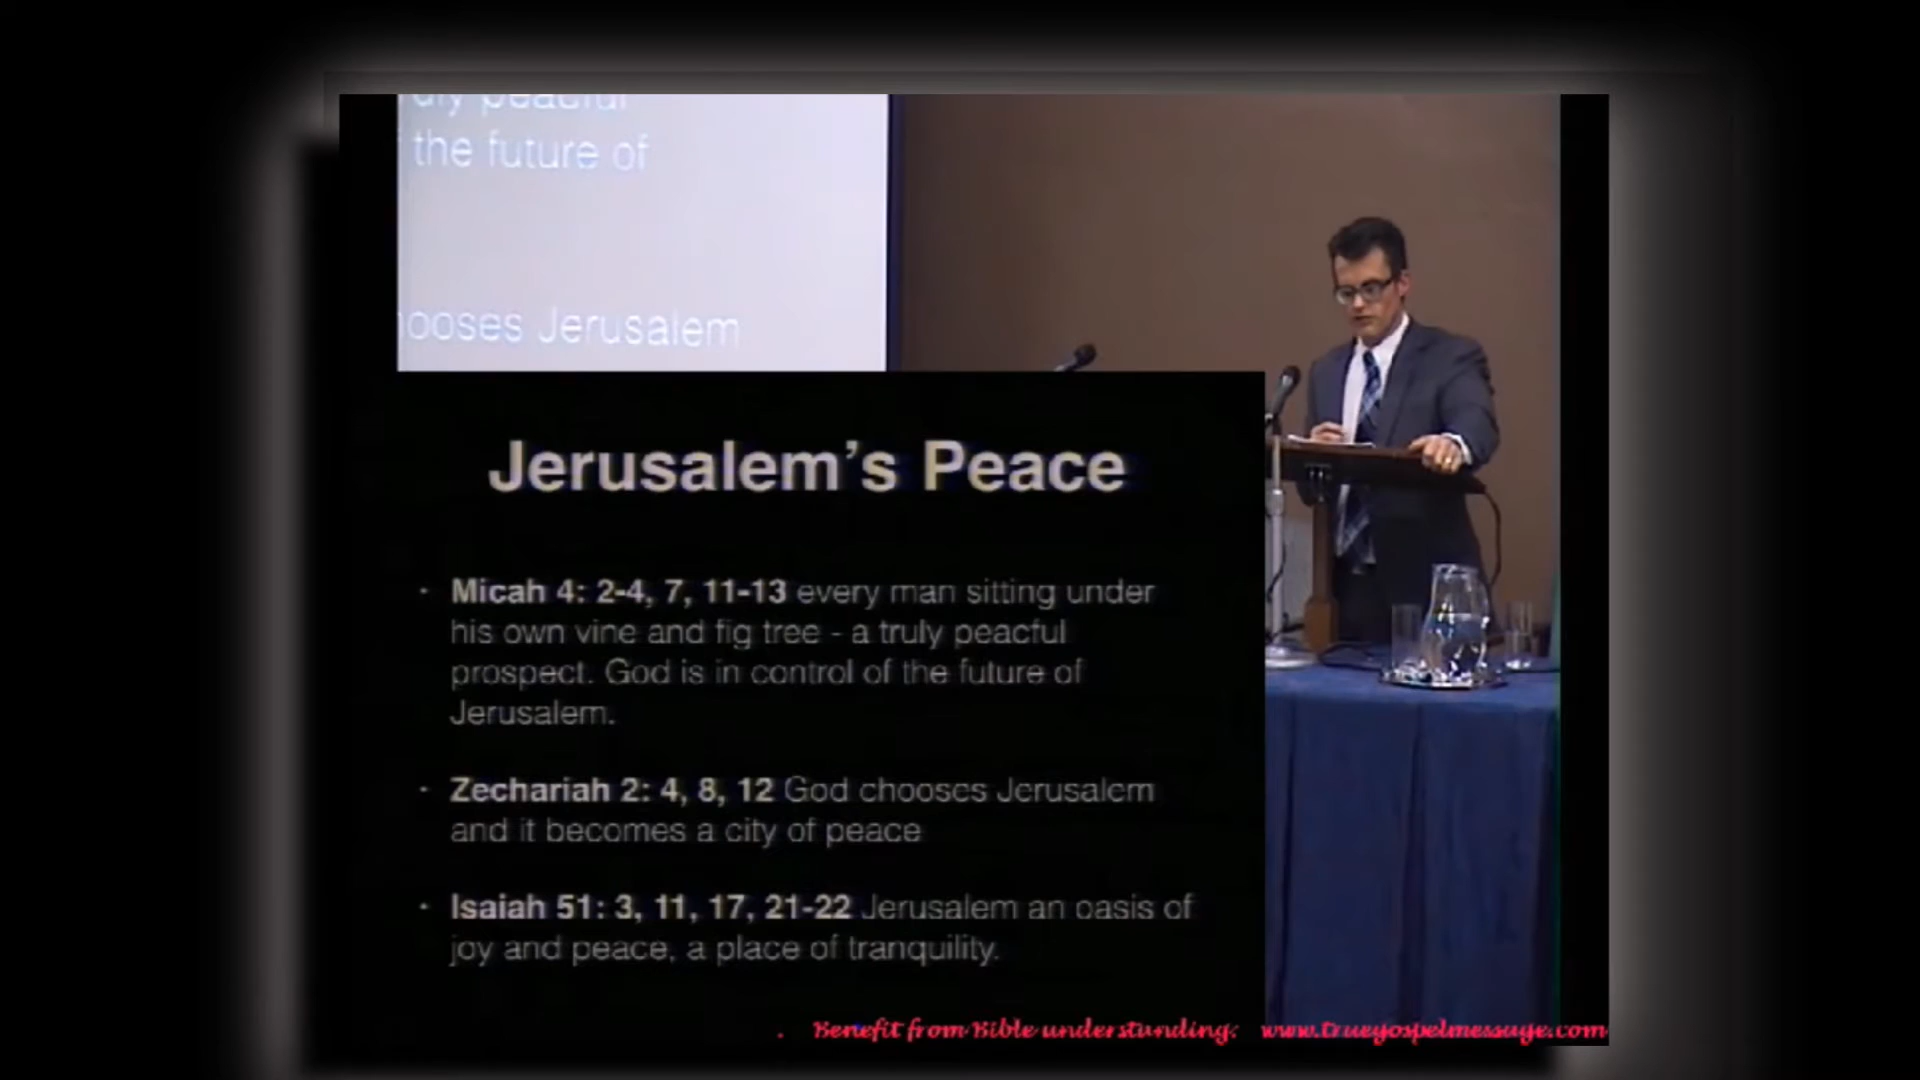 the future of
ooses Jerusalem
Jerusalem's Peace
· Micah 4: 2-4, 7, 11-13 every man sitting under
his own vine and fig tree - a truly peacful
prospect. God is in control of the future of
Jerusalem.
· Zechariah 2: 4, 8, 12 God chooses Jerusalem
and it becomes a city of peace
· Isaiah 51: 3, 11, 17, 21-22 Jerusalem an oasis of
joy and peace, a place of tranquility.
. Benefit from Bible understanding: www.truegospelmessage.com